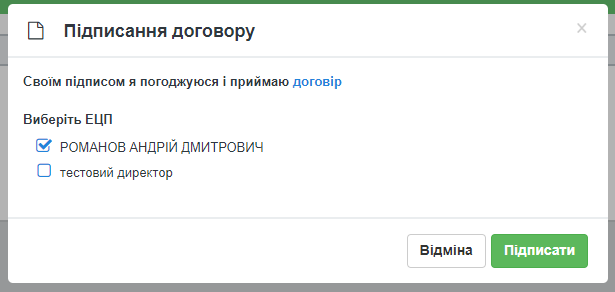 Підписання договору
Своїм підписом я погоджуюся і приймаю договір
Виберіть ЕЦП
РОМАНОВ АНДРІЙ ДМИТРОВИЧ
тестовий директор
Відміна Підписати